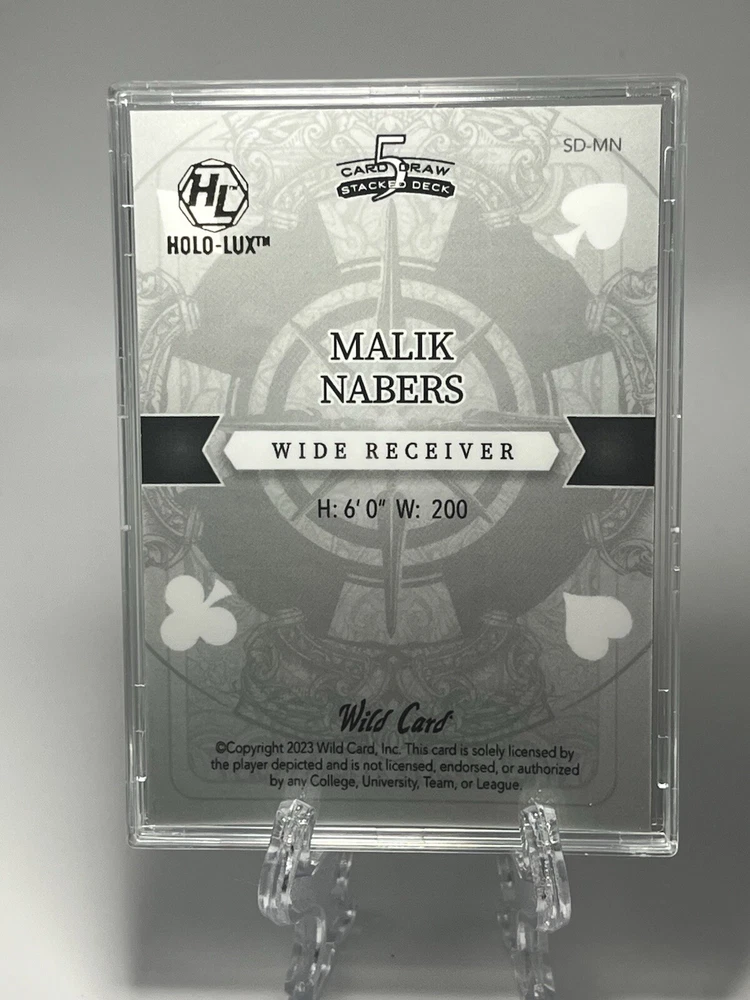 HL™
HOLO-LUX™
5
CARD DRAW
STACKED DECK
SD-MN
MALIK
NABERS
WIDE RECEIVER
H: 6' 0" W: 200
Wild Card
©Copyright 2023 Wild Card, Inc. This card is solely licensed by
the player depicted and is not licensed, endorsed, or authorized
by any College, University, Team, or League.